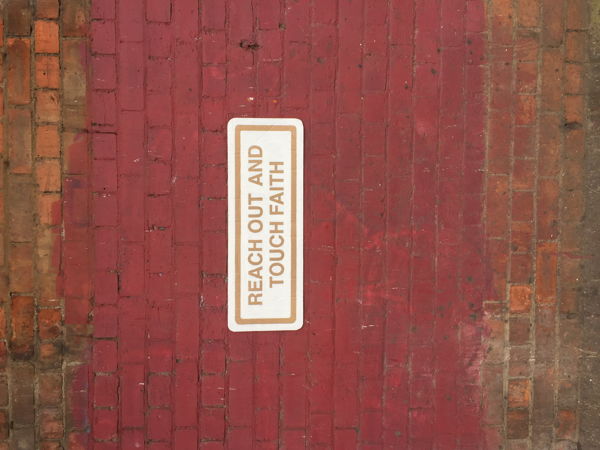 REACH OUT AND
TOUCH FAITH